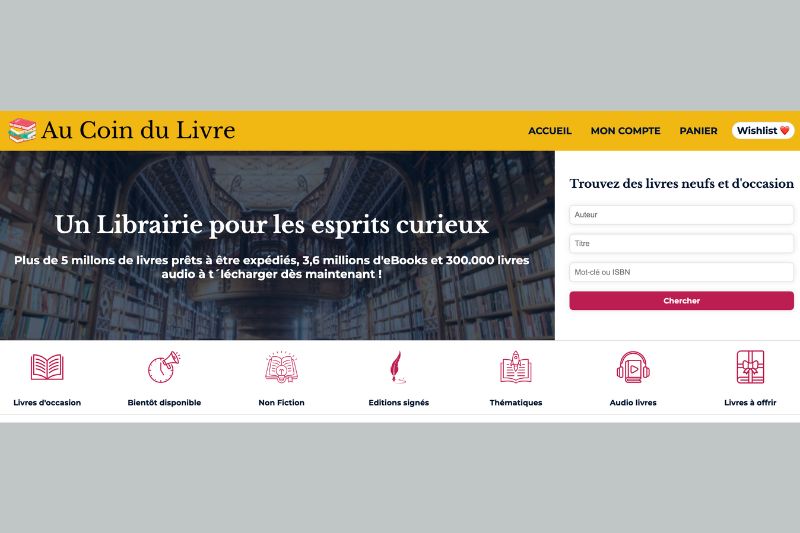 Au Coin du Livre
ACCUEIL
MON COMPTE
PANIER
Wishlist ❤️
Un Librairie pour les esprits curieux
Plus de 5 millons de livres prêts à être expédiés, 3,6 millions d'eBooks et 300.000 livres
audio à t´lécharger dès maintenant !
Trouvez des livres neufs et d'occasion
Auteur
Titre
Mot-clé ou ISBN
Chercher
Livres d'occasion
Bientôt disponible
Non Fiction
Editions signés
Thématiques
Audio livres
Livres à offrir